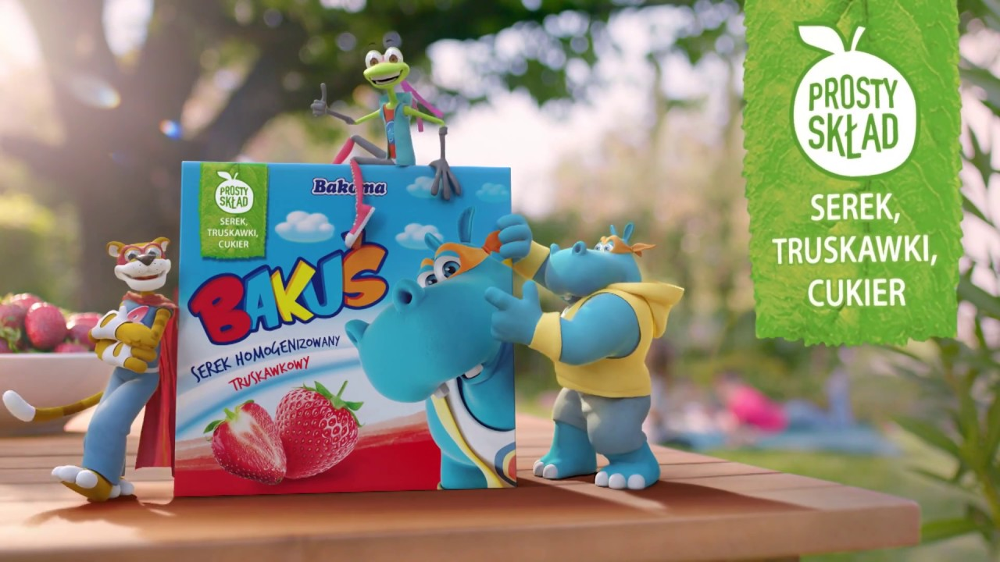 PROSTY
SKŁAD
SEREK,
TRUSKAWKI,
CUKIER
Bakoma
BAKUŚ
SEREK HOMOGENIZOWANY
TRUSKAWKOWY
PROSTY
SKŁAD
SEREK,
TRUSKAWKI,
CUKIER